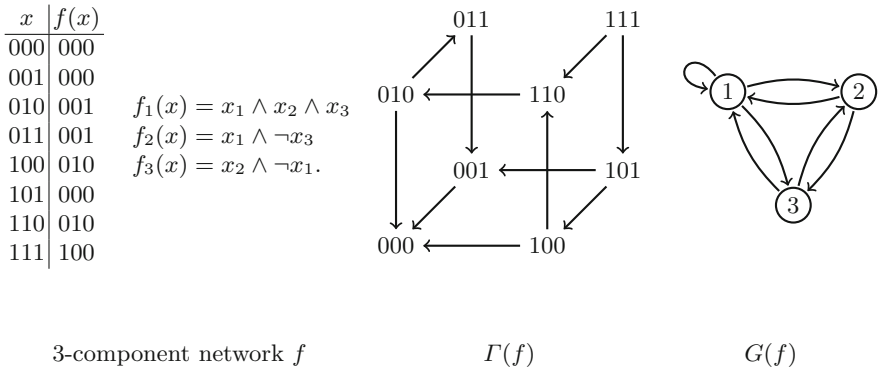 x f(x)
000 000
001 000
010 001
011 001
100 010
101 000
110 010
111 100
f₁(x) = x₁ ∧ x₂ ∧ x₃
f₂(x) = x₁ ∧ ¬x₃
f₃(x) = x₂ ∧ ¬x₁.
011 111
010 110
001 101
000 100
1 2
3
3-component network f
Γ(f)
G(f)